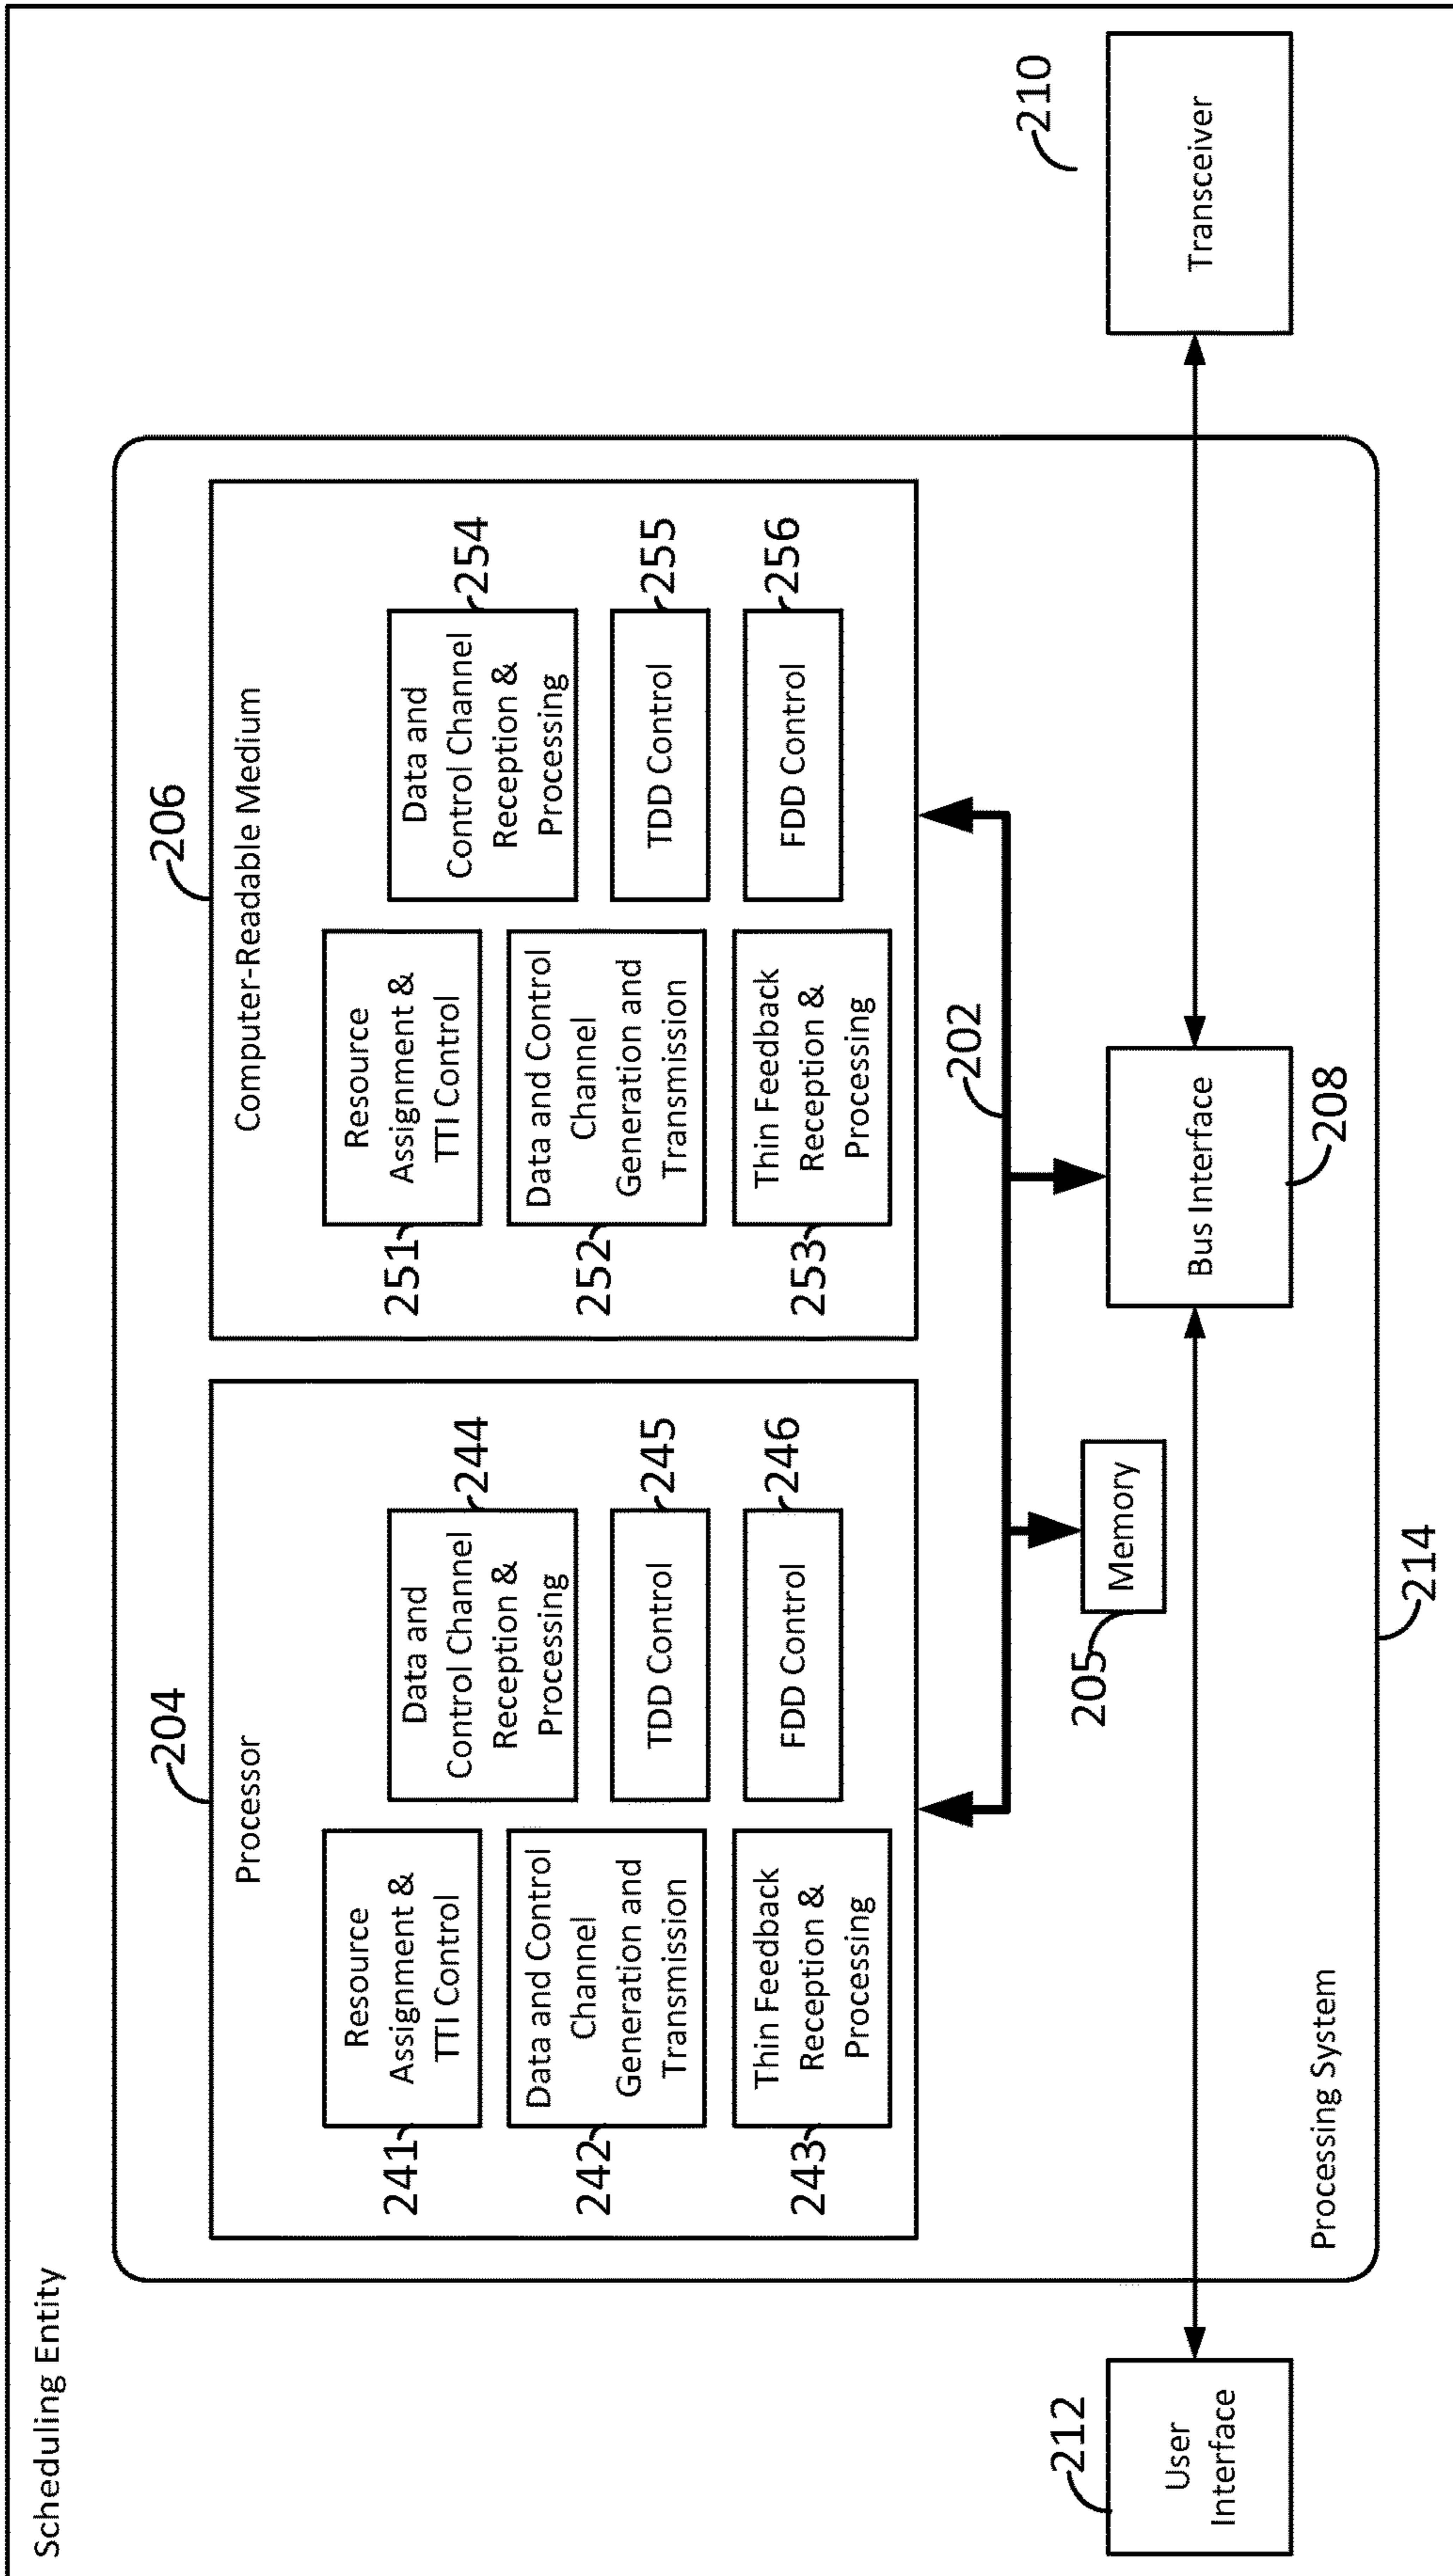 Scheduling Entity
204
Processor
241
Resource
Assignment &
TTI Control
242
Data and Control
Channel
Generation and
Transmission
243
Thin Feedback
Reception &
Processing
244
Data and
Control Channel
Reception &
Processing
245
TDD Control
246
FDD Control
206
Computer-Readable Medium
251
Resource
Assignment &
TTI Control
252
Data and Control
Channel
Generation and
Transmission
253
Thin Feedback
Reception &
Processing
254
Data and
Control Channel
Reception &
Processing
255
TDD Control
256
FDD Control
202
205
Memory
212
User
Interface
Bus Interface
208
210
Transceiver
Processing System
214